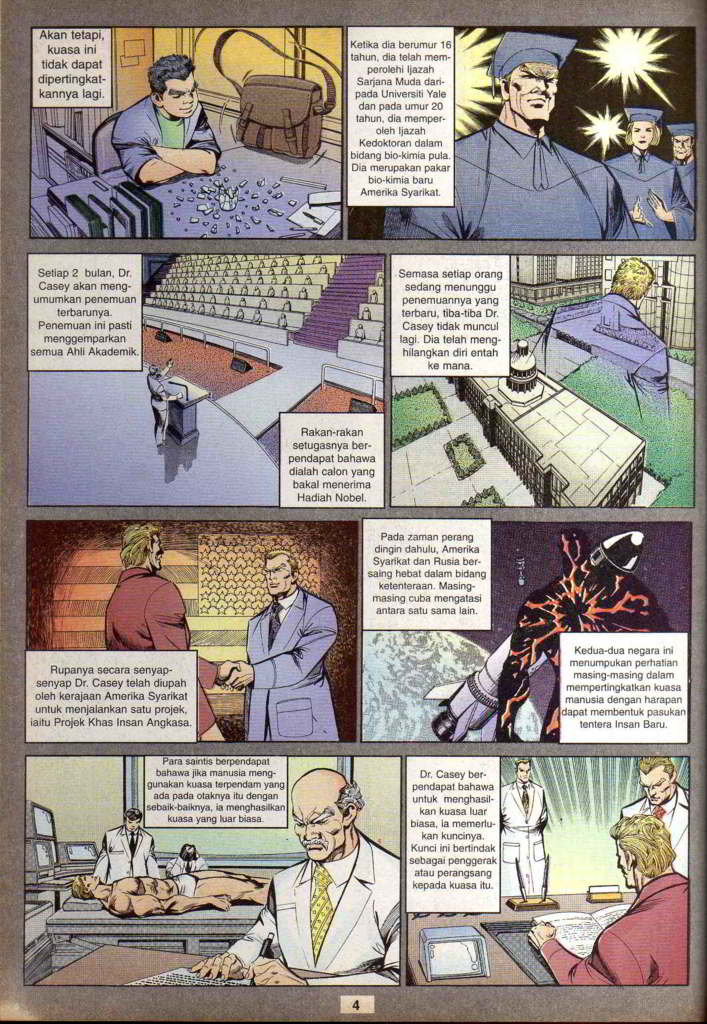 Akan tetapi,
kuasa ini
tidak dapat
dipertingkat-
kannya lagi.
Ketika dia berumur 16
tahun, dia telah mem-
perolehi Ijazah
Sarjana Muda dari-
pada Universiti Yale
dan pada umur 20
tahun, dia memper-
oleh Ijazah
Kedoktoran dalam
bidang bio-kimia pula.
Dia merupakan pakar
bio-kimia baru
Amerika Syarikat.
Setiap 2 bulan, Dr.
Casey akan meng-
umumkan penemuan
terbarunya.
Penemuan ini pasti
menggemparkan
semua Ahli Akademik.
Rakan-rakan
setugasnya ber-
pendapat bahawa
dialah calon yang
bakal menerima
Hadiah Nobel.
Semasa setiap orang
sedang menunggu
penemuannya yang
terbaru, tiba-tiba Dr.
Casey tidak muncul
lagi. Dia telah meng-
hilangkan diri entah
ke mana.
Rupanya secara senyap-
senyap Dr. Casey telah diupah
oleh kerajaan Amerika Syarikat
untuk menjalankan satu projek,
iaitu Projek Khas Insan Angkasa.
Pada zaman perang
dingin dahulu, Amerika
Syarikat dan Rusia ber-
saing hebat dalam bidang
ketenteraan. Masing-
masing cuba mengatasi
antara satu sama lain.
Kedua-dua negara ini
menumpukan perhatian
masing-masing dalam
mempertingkatkan kuasa
manusia dengan harapan
dapat membentuk pasukan
tentera Insan Baru.
Para saintis berpendapat
bahawa jika manusia meng-
gunakan kuasa terpendam yang
ada pada otaknya itu dengan
sebaik-baiknya, ia menghasilkan
kuasa yang luar biasa.
Dr. Casey ber-
pendapat bahawa
untuk menghasil-
kan kuasa luar
biasa, ia memerlu-
kan kuncinya.
Kunci ini bertindak
sebagai penggerak
atau perangsang
kepada kuasa itu.
4